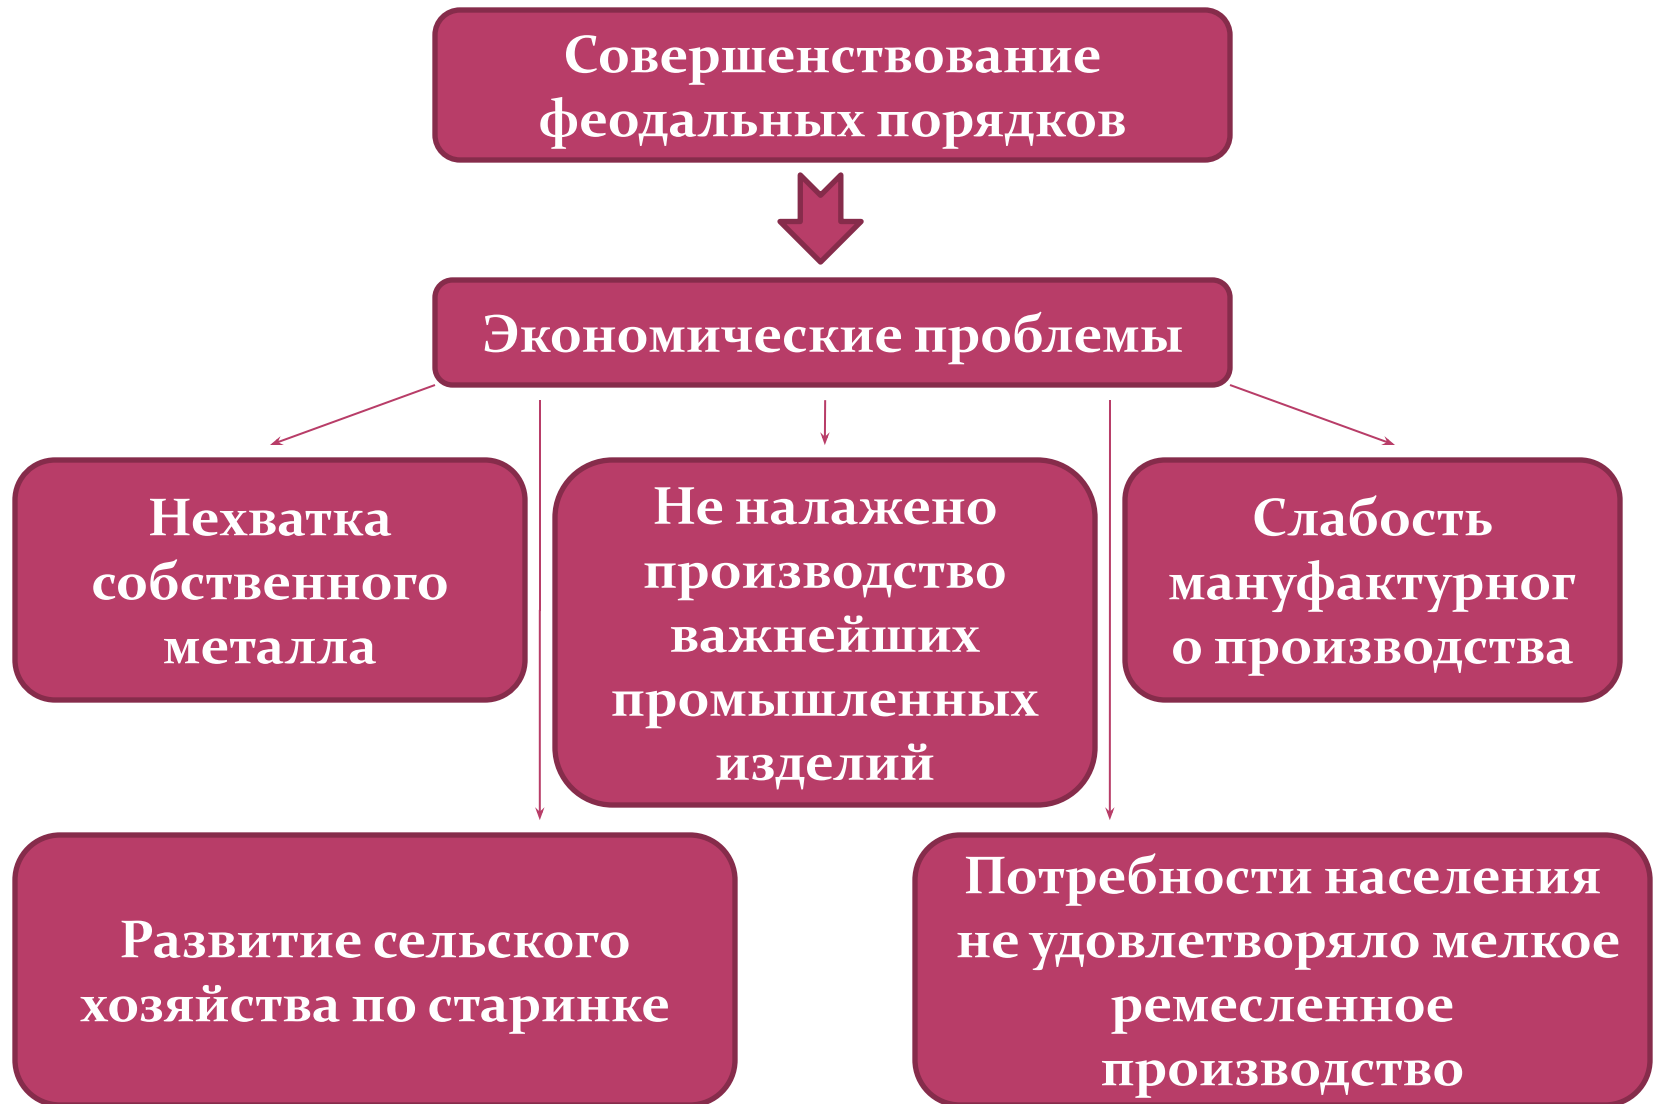 Совершенствование
феодальных порядков
Экономические проблемы
Нехватка
собственного
металла
Не налажено
производство
важнейших
промышленных
изделий
Слабость
мануфактурног
о производства
Развитие сельского
хозяйства по старинке
Потребности населения
не удовлетворяло мелкое
ремесленное
производство